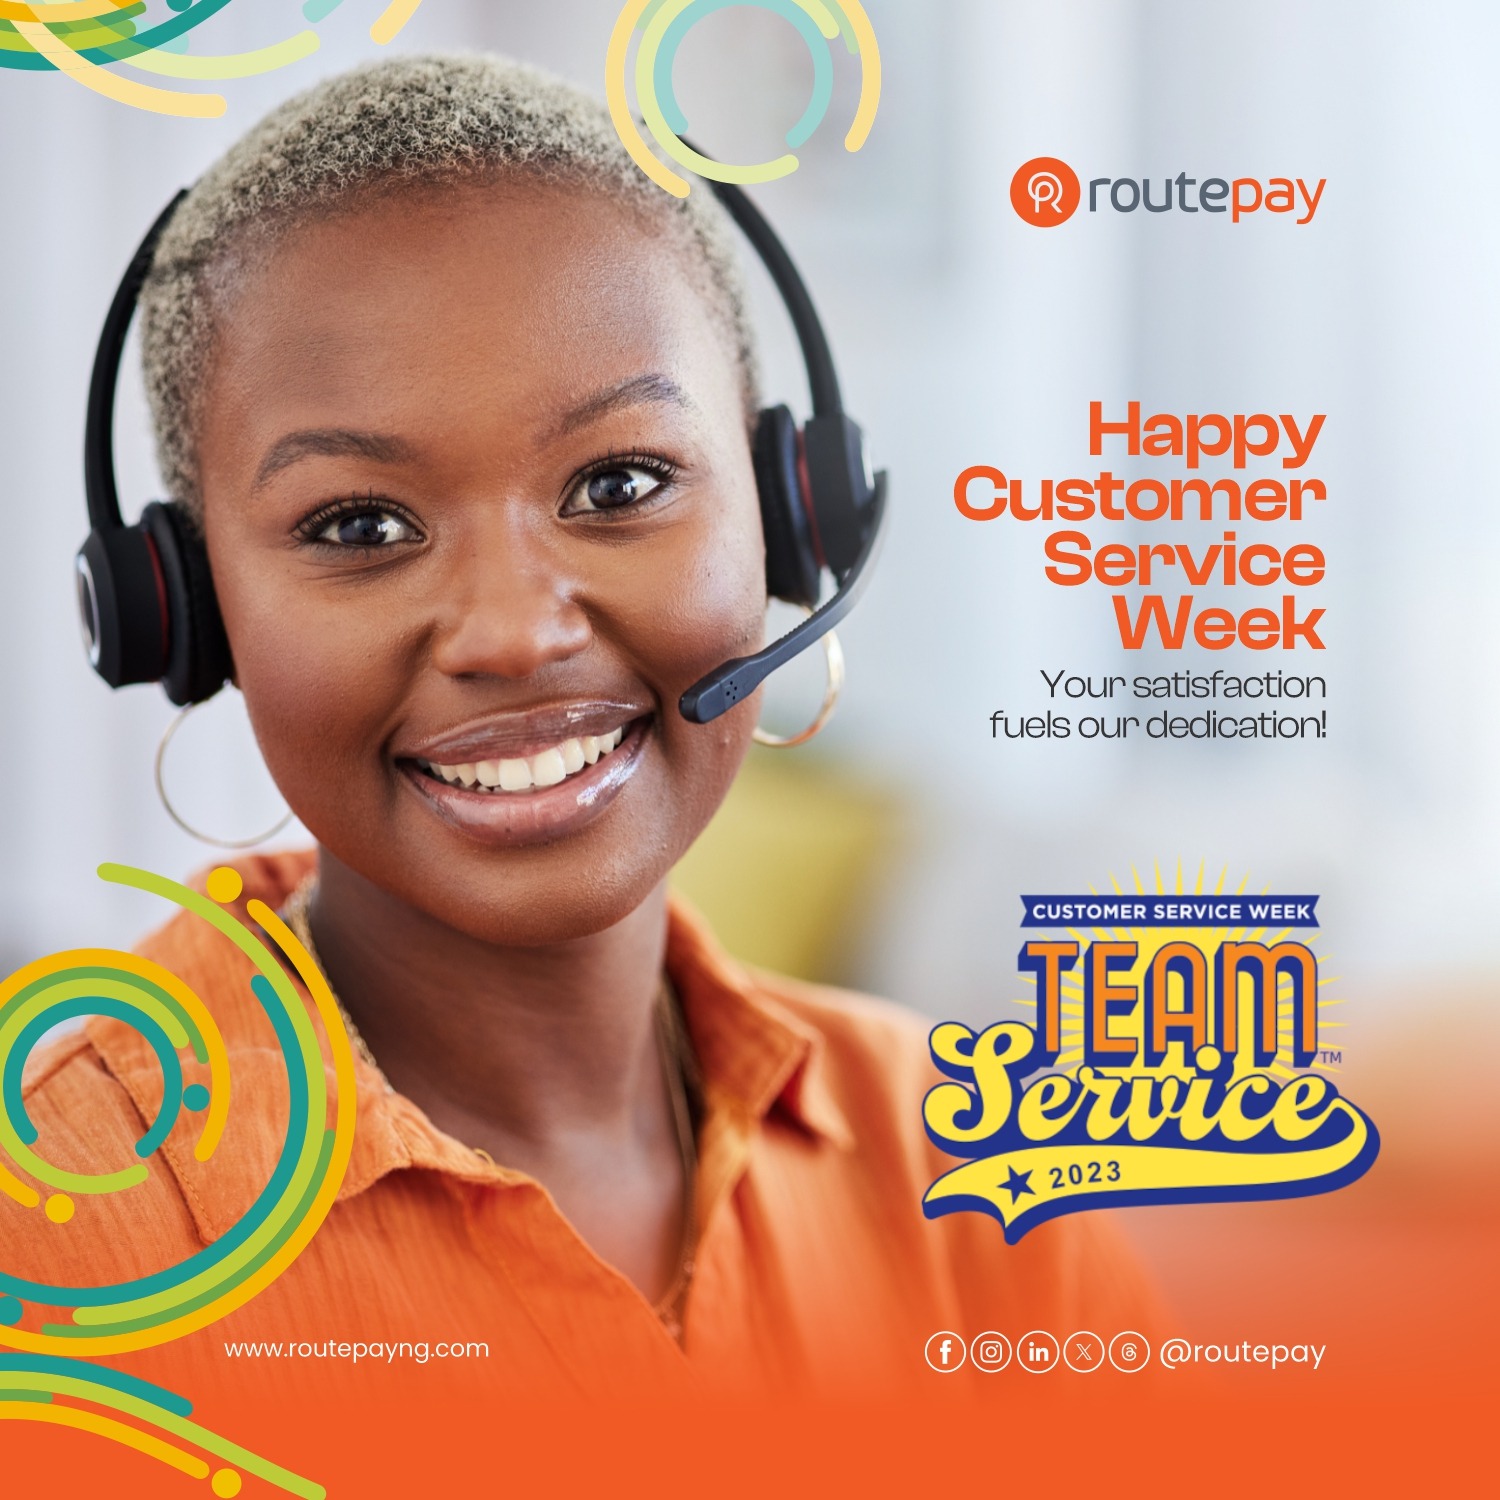 routepay
Happy
Customer
Service
Week
Your satisfaction
fuels our dedication!
CUSTOMER SERVICE WEEK
TEAM
Service
TM
2023
www.routepayng.com
@routepay